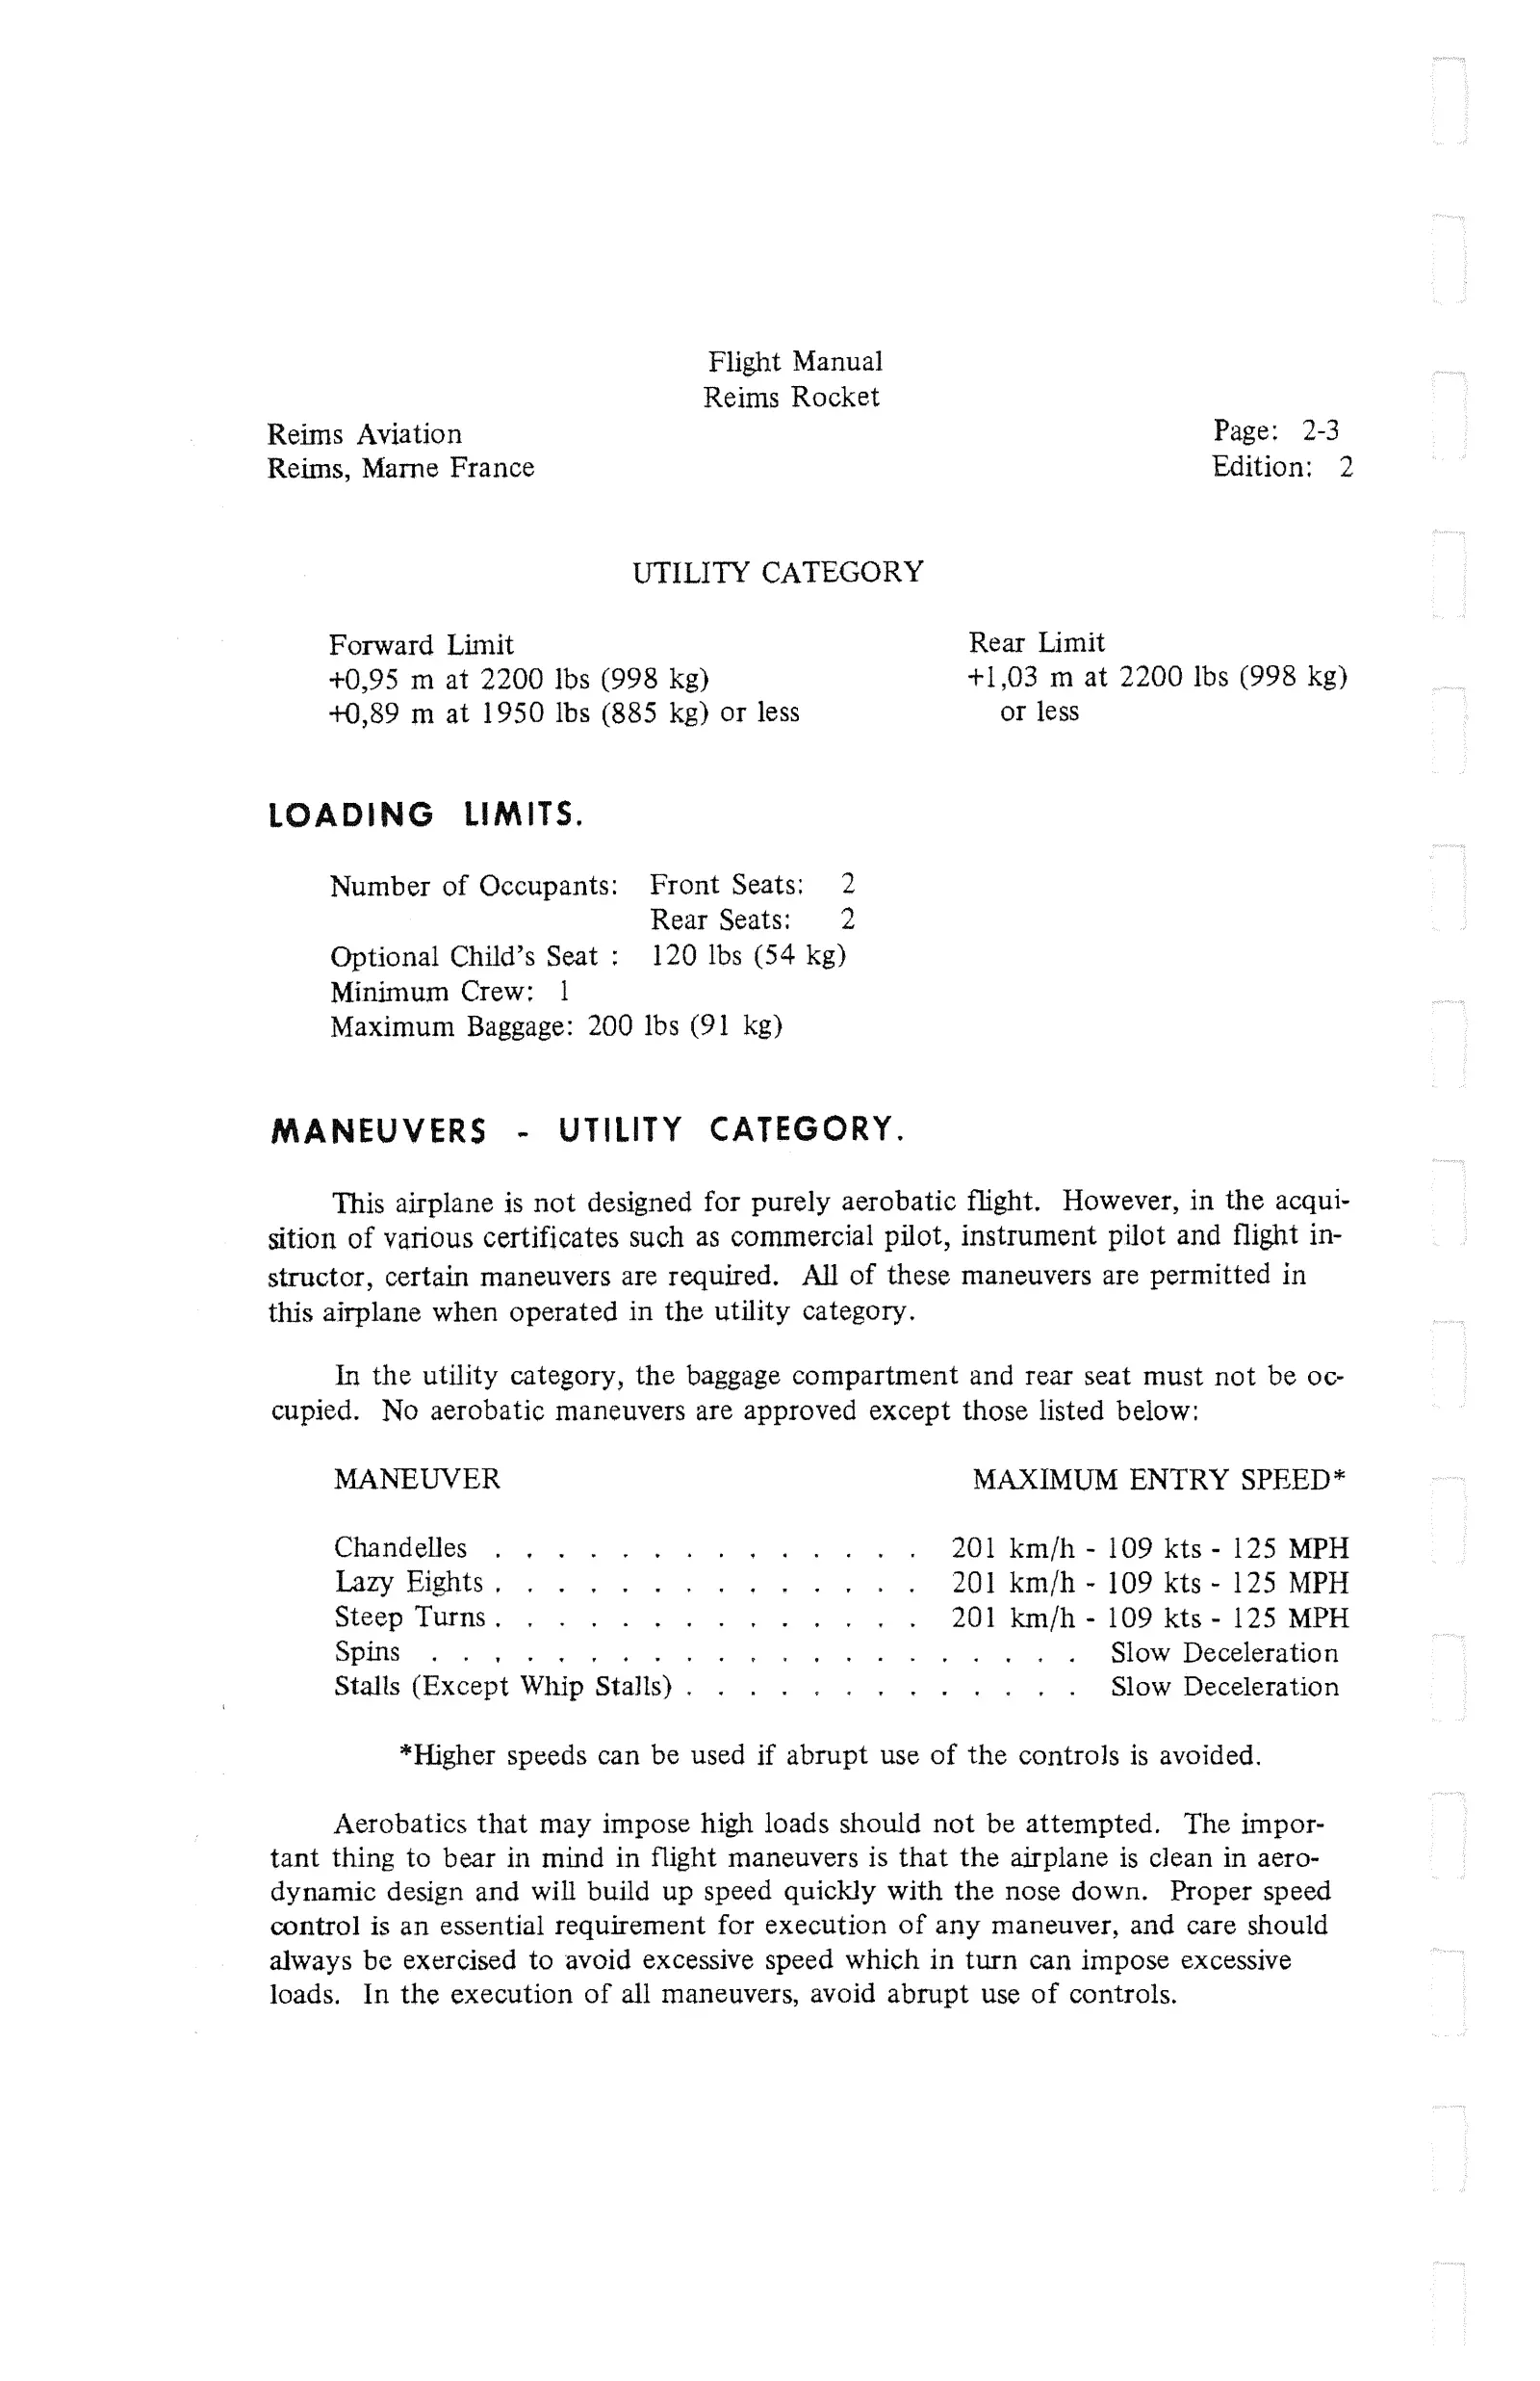 Flight Manual
Reims Rocket
Reims Aviation
Page: 2-3
Reims, Marne France
Edition: 2
UTILITY CATEGORY
Forward Limit
Rear Limit
+0,95 m at 2200 lbs (998 kg)
+1,03 m at 2200 lbs (998 kg)
+0,89 m at 1950 lbs (885 kg) or less
or less
LOADING LIMITS.
Number of Occupants: Front Seats: 2
Rear Seats: 2
Optional Child's Seat : 120 lbs (54 kg)
Minimum Crew: 1
Maximum Baggage: 200 lbs (91 kg)
MANEUVERS - UTILITY CATEGORY.
This airplane is not designed for purely aerobatic flight. However, in the acqui-
sition of various certificates such as commercial pilot, instrument pilot and flight in-
structor, certain maneuvers are required. All of these maneuvers are permitted in
this airplane when operated in the utility category.
In the utility category, the baggage compartment and rear seat must not be oc-
cupied. No aerobatic maneuvers are approved except those listed below:
MANEUVER MAXIMUM ENTRY SPEED*
Chandelles . . . . . . . . . . . . . . 201 km/h - 109 kts - 125 MPH
Lazy Eights . . . . . . . . . . . . . . 201 km/h - 109 kts - 125 MPH
Steep Turns . . . . . . . . . . . . . . 201 km/h - 109 kts - 125 MPH
Spins . . . . . . . . . . . . . . . . . . . . . Slow Deceleration
Stalls (Except Whip Stalls) . . . . . . . . . . . . . Slow Deceleration
*Higher speeds can be used if abrupt use of the controls is avoided.
Aerobatics that may impose high loads should not be attempted. The impor-
tant thing to bear in mind in flight maneuvers is that the airplane is clean in aero-
dynamic design and will build up speed quickly with the nose down. Proper speed
control is an essential requirement for execution of any maneuver, and care should
always be exercised to avoid excessive speed which in turn can impose excessive
loads. In the execution of all maneuvers, avoid abrupt use of controls.